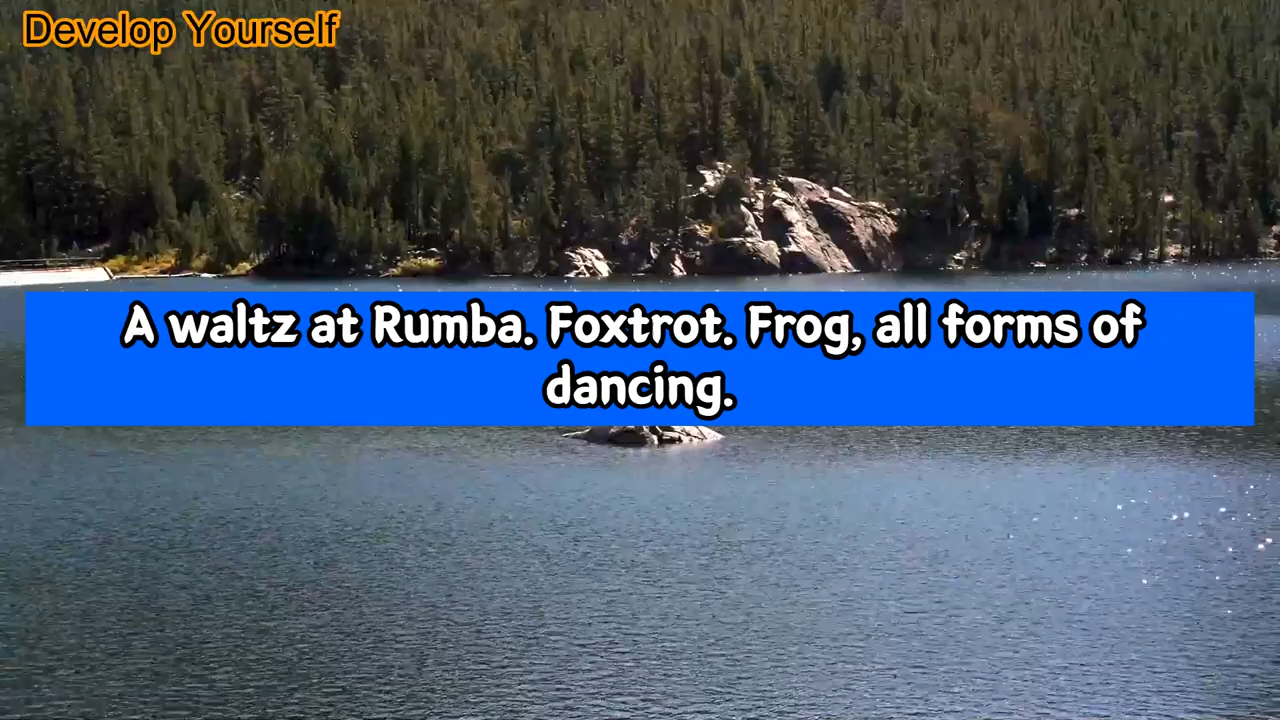 Develop Yourself
A waltz at Rumba. Foxtrot. Frog, all forms of
dancing.